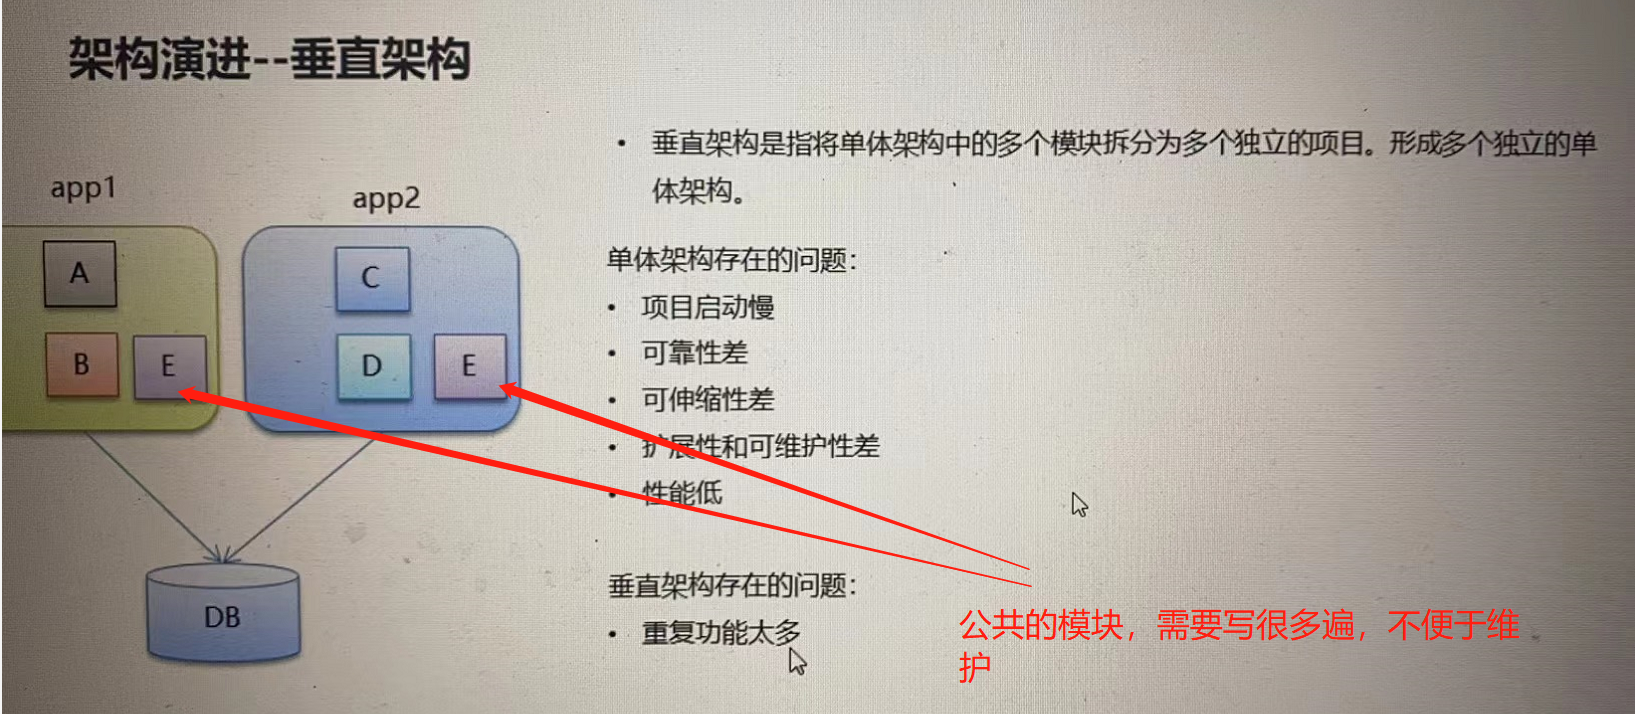 架构演进--垂直架构
app1
app2
A
B
E
C
D
E
DB
• 垂直架构是指将单体架构中的多个模块拆分为多个独立的项目。形成多个独立的单
体架构。
单体架构存在的问题：
• 项目启动慢
• 可靠性差
• 可伸缩性差
• 扩展性和可维护性差
• 性能低
垂直架构存在的问题：
• 重复功能太多
公共的模块，需要写很多遍，不便于维
护